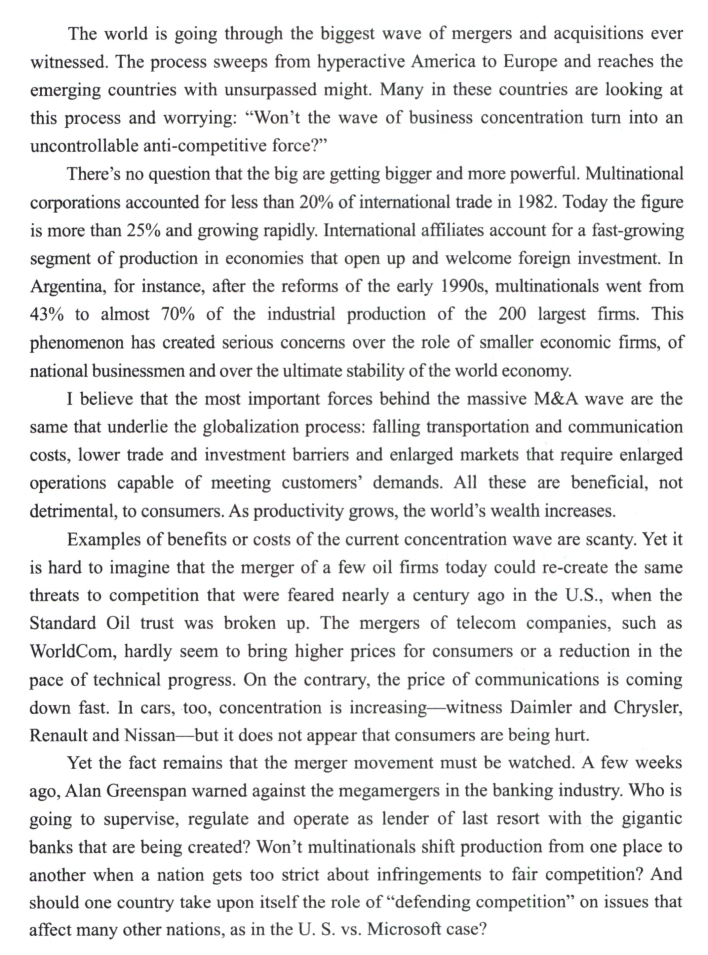 The world is going through the biggest wave of mergers and acquisitions ever
witnessed. The process sweeps from hyperactive America to Europe and reaches the
emerging countries with unsurpassed might. Many in these countries are looking at
this process and worrying: “Won’t the wave of business concentration turn into an
uncontrollable anti-competitive force?”
There’s no question that the big are getting bigger and more powerful. Multinational
corporations accounted for less than 20% of international trade in 1982. Today the figure
is more than 25% and growing rapidly. International affiliates account for a fast-growing
segment of production in economies that open up and welcome foreign investment. In
Argentina, for instance, after the reforms of the early 1990s, multinationals went from
43% to almost 70% of the industrial production of the 200 largest firms. This
phenomenon has created serious concerns over the role of smaller economic firms, of
national businessmen and over the ultimate stability of the world economy.
I believe that the most important forces behind the massive M&A wave are the
same that underlie the globalization process: falling transportation and communication
costs, lower trade and investment barriers and enlarged markets that require enlarged
operations capable of meeting customers’ demands. All these are beneficial, not
detrimental, to consumers. As productivity grows, the world’s wealth increases.
Examples of benefits or costs of the current concentration wave are scanty. Yet it
is hard to imagine that the merger of a few oil firms today could re-create the same
threats to competition that were feared nearly a century ago in the U.S., when the
Standard Oil trust was broken up. The mergers of telecom companies, such as
WorldCom, hardly seem to bring higher prices for consumers or a reduction in the
pace of technical progress. On the contrary, the price of communications is coming
down fast. In cars, too, concentration is increasing—witness Daimler and Chrysler,
Renault and Nissan—but it does not appear that consumers are being hurt.
Yet the fact remains that the merger movement must be watched. A few weeks
ago, Alan Greenspan warned against the megamergers in the banking industry. Who is
going to supervise, regulate and operate as lender of last resort with the gigantic
banks that are being created? Won’t multinationals shift production from one place to
another when a nation gets too strict about infringements to fair competition? And
should one country take upon itself the role of “defending competition” on issues that
affect many other nations, as in the U. S. vs. Microsoft case?